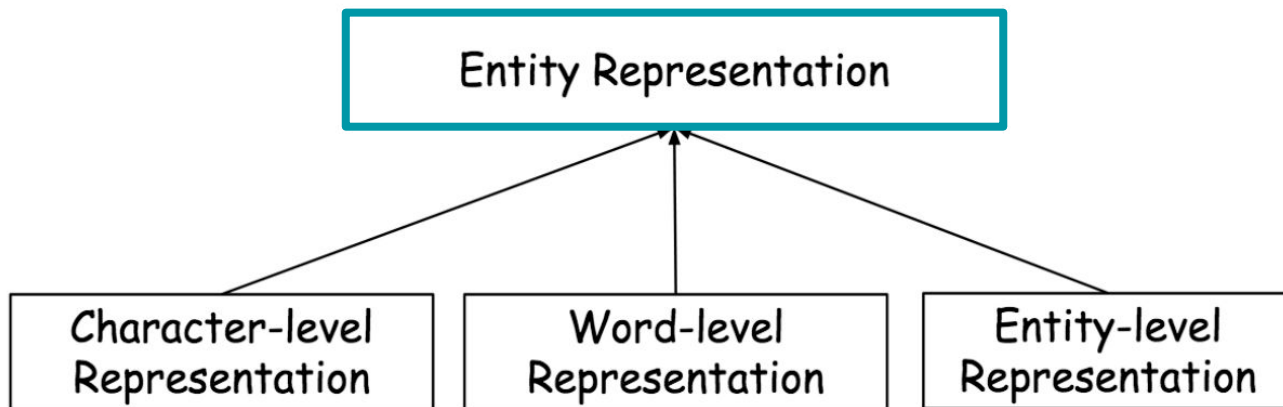 Entity Representation
Character-level
Representation
Word-level
Representation
Entity-level
Representation